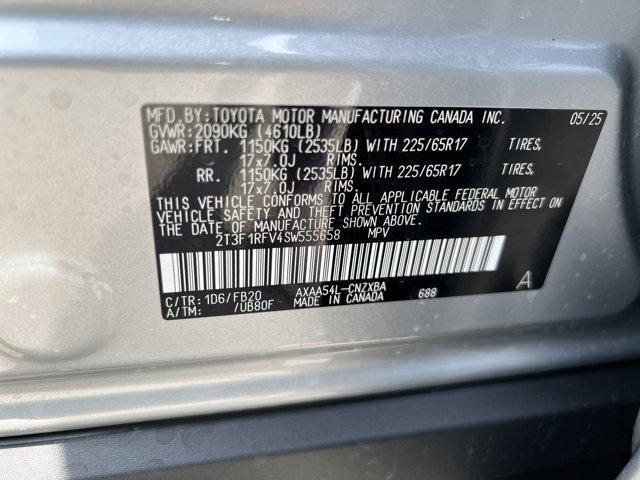 MFD.BY:TOYOTA MOTOR MANUFACTURING CANADA INC. 05/25
GVWR:2090KG (4610LB)
GAWR:FRT. 1150KG (2535LB) WITH 225/65R17 TIRES,
17x7.0J RIMS.
RR. 1150KG (2535LB) WITH 225/65R17 TIRES,
17x7.0J RIMS.
THIS VEHICLE CONFORMS TO ALL APPLICABLE FEDERAL MOTOR
VEHICLE SAFETY AND THEFT PREVENTION STANDARDS IN EFFECT ON
THE DATE OF MANUFACTURE SHOWN ABOVE.
2T3F1RFV4SW555658 MPV
C/TR:1D6/FB20 AXAA54L-CNZXBA A
A/TM: /UB80F MADE IN CANADA 688